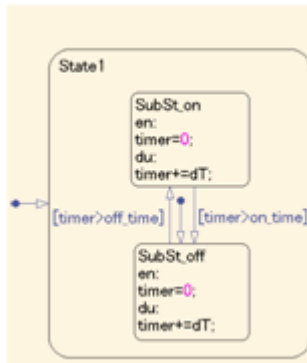 State1
SubSt_on
en:
timer=0;
du:
timer+=dT;
[timer>off_time]
[timer>on_time]
SubSt_off
en:
timer=0;
du:
timer+=dT;